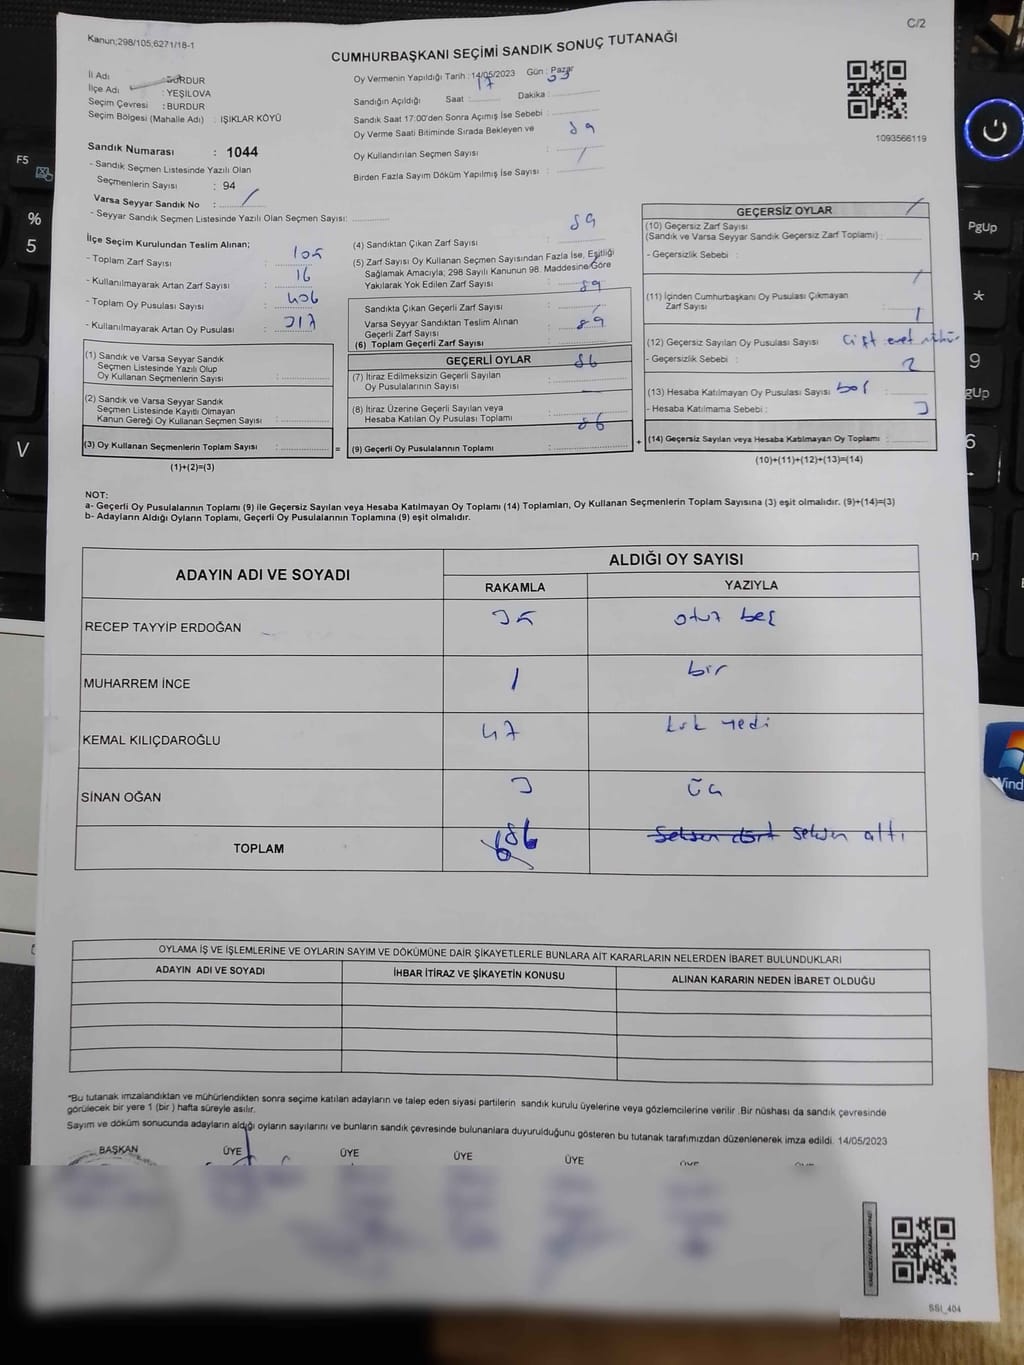 C/2
Kanun;298/105,6271/18-1
CUMHURBAŞKANI SEÇİMİ SANDIK SONUÇ TUTANAĞI
İl Adı : BURDUR
İlçe Adı : YEŞİLOVA
Seçim Çevresi : BURDUR
Seçim Bölgesi (Mahalle Adı) : IŞIKLAR KÖYÜ
Sandık Numarası : 1044
- Sandık Seçmen Listesinde Yazılı Olan
Seçmenlerin Sayısı : 94
Varsa Seyyar Sandık No : /
- Seyyar Sandık Seçmen Listesinde Yazılı Olan Seçmen Sayısı:
Oy Vermenin Yapıldığı Tarih : 14/05/2023 Gün : Pazar
Sandığın Açıldığı Saat : 17 Dakika : 03
Sandık Saat 17:00'den Sonra Açımış İse Sebebi :
Oy Verme Saati Bitiminde Sırada Bekleyen ve
Oy Kullandırılan Seçmen Sayısı : 89
Birden Fazla Sayım Döküm Yapılmış İse Sayısı : /
1093566119
İlçe Seçim Kurulundan Teslim Alınan;
- Toplam Zarf Sayısı : 105
- Kullanılmayarak Artan Zarf Sayısı : 16
- Toplam Oy Pusulası Sayısı : 406
- Kullanılmayarak Artan Oy Pusulası : 317
(1) Sandık ve Varsa Seyyar Sandık
Seçmen Listesinde Yazılı Olup
Oy Kullanan Seçmenlerin Sayısı :
(2) Sandık ve Varsa Seyyar Sandık
Seçmen Listesinde Kayıtlı Olmayan
Kanun Gereği Oy Kullanan Seçmen Sayısı :
(3) Oy Kullanan Seçmenlerin Toplam Sayısı :
(1)+(2)=(3)
(4) Sandıktan Çıkan Zarf Sayısı : 89
(5) Zarf Sayısı Oy Kullanan Seçmen Sayısından Fazla İse, Eşitliği
Sağlamak Amacıyla; 298 Sayılı Kanunun 98. Maddesine Göre
Yakılarak Yok Edilen Zarf Sayısı : /
Sandıkta Çıkan Geçerli Zarf Sayısı : 89
Varsa Seyyar Sandıktan Teslim Alınan
Geçerli Zarf Sayısı : /
(6) Toplam Geçerli Zarf Sayısı : 89
GEÇERLİ OYLAR
(7) İtiraz Edilmeksizin Geçerli Sayılan
Oy Pusulalarının Sayısı : 86
(8) İtiraz Üzerine Geçerli Sayılan veya
Hesaba Katılan Oy Pusulası Toplamı :
(9) Geçerli Oy Pusulalarının Toplamı : 86
GEÇERSİZ OYLAR
(10) Geçersiz Zarf Sayısı
(Sandık ve Varsa Seyyar Sandık Geçersiz Zarf Toplamı) : /
- Geçersizlik Sebebi :
(11) İçinden Cumhurbaşkanı Oy Pusulası Çıkmayan
Zarf Sayısı : /
(12) Geçersiz Sayılan Oy Pusulası Sayısı : 1
- Geçersizlik Sebebi : çift evet mühür
(13) Hesaba Katılmayan Oy Pusulası Sayısı : 2
- Hesaba Katılmama Sebebi : boş
(14) Geçersiz Sayılan veya Hesaba Katılmayan Oy Toplamı : 3
(10)+(11)+(12)+(13)=(14)
NOT:
a- Geçerli Oy Pusulalarının Toplamı (9) ile Geçersiz Sayılan veya Hesaba Katılmayan Oy Toplamı (14) Toplamları, Oy Kullanan Seçmenlerin Toplam Sayısına (3) eşit olmalıdır. (9)+(14)=(3)
b- Adayların Aldığı Oyların Toplamı, Geçerli Oy Pusulalarının Toplamına (9) eşit olmalıdır.
ADAYIN ADI VE SOYADI ALDIĞI OY SAYISI
RAKAMLA YAZIYLA
RECEP TAYYİP ERDOĞAN 35 otuz beş
MUHARREM İNCE 1 bir
KEMAL KILIÇDAROĞLU 47 kırk yedi
SİNAN OĞAN 3 üç
TOPLAM 86 seksen dört seksen altı
OYLAMA İŞ VE İŞLEMLERİNE VE OYLARIN SAYIM VE DÖKÜMÜNE DAİR ŞİKAYETLERLE BUNLARA AİT KARARLARIN NELERDEN İBARET BULUNDUKLARI
ADAYIN ADI VE SOYADI İHBAR İTİRAZ VE ŞİKAYETİN KONUSU ALINAN KARARIN NEDEN İBARET OLDUĞU
"Bu tutanak imzalandıktan ve mühürlendikten sonra seçime katılan adayların ve talep eden siyasi partilerin sandık kurulu üyelerine veya gözlemcilerine verilir .Bir nüshası da sandık çevresinde
görülecek bir yere 1 (bir ) hafta süreyle asılır.
Sayım ve döküm sonucunda adayların aldığı oyların sayılarını ve bunların sandık çevresinde bulunanlara duyurulduğunu gösteren bu tutanak tarafımızdan düzenlenerek imza edildi. 14/05/2023
BAŞKAN ÜYE ÜYE ÜYE ÜYE
SSI_404
F5
%
5
V
PgUp
*
9
PgUp
6